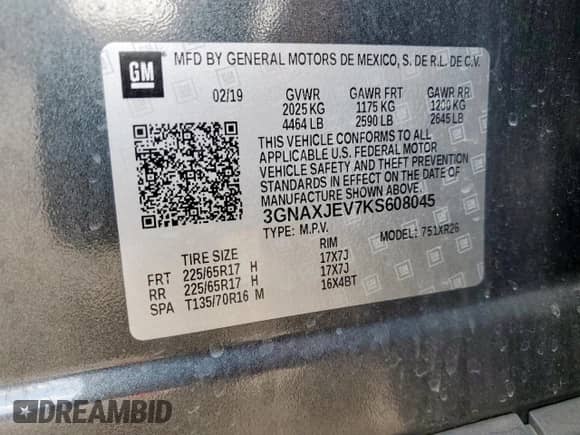 GM
MFD BY GENERAL MOTORS DE MEXICO, S. DE R.L. DE C.V.
02/19 GVWR GAWR FRT GAWR RR
2025 KG 1175 KG 1200 KG
4464 LB 2590 LB 2645 LB
THIS VEHICLE CONFORMS TO ALL
APPLICABLE U.S. FEDERAL MOTOR
VEHICLE SAFETY AND THEFT PREVENTION
STANDARDS IN EFFECT ON THE DATE OF
MANUFACTURE SHOWN ABOVE.
3GNAXJEV7KS608045
TYPE: M.P.V. MODEL: 751XR26
TIRE SIZE RIM
FRT 225/65R17 H 17X7J
RR 225/65R17 H 17X7J
SPA T135/70R16 M 16X4BT
DREAMBID